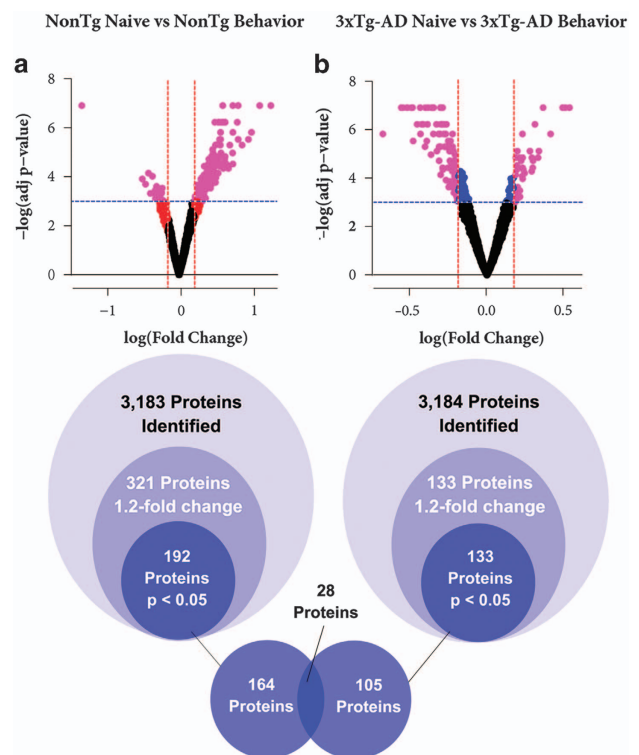 NonTg Naive vs NonTg Behavior
3xTg-AD Naive vs 3xTg-AD Behavior
a
b
8
6
4
2
0
−log(adj p−value)
−1
0
1
log(Fold Change)
8
6
4
2
0
-log(adj p−value)
-0.5
0.0
0.5
log(Fold Change)
3,183 Proteins
Identified
321 Proteins
1.2-fold change
192
Proteins
p < 0.05
3,184 Proteins
Identified
133 Proteins
1.2-fold change
133
Proteins
p < 0.05
28
Proteins
164
Proteins
105
Proteins